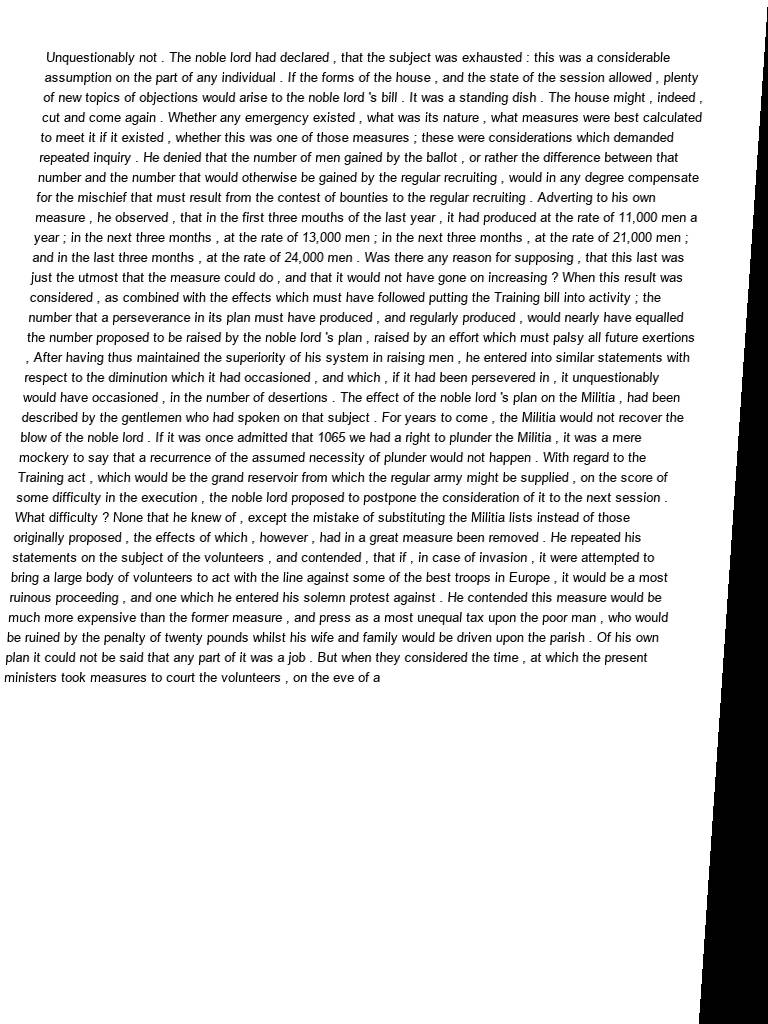 Unquestionably not . The noble lord had declared , that the subject was exhausted : this was a considerable
assumption on the part of any individual . If the forms of the house , and the state of the session allowed , plenty
of new topics of objections would arise to the noble lord 's bill . It was a standing dish . The house might , indeed ,
cut and come again . Whether any emergency existed , what was its nature , what measures were best calculated
to meet it if it existed , whether this was one of those measures ; these were considerations which demanded
repeated inquiry . He denied that the number of men gained by the ballot , or rather the difference between that
number and the number that would otherwise be gained by the regular recruiting , would in any degree compensate
for the mischief that must result from the contest of bounties to the regular recruiting . Adverting to his own
measure , he observed , that in the first three mouths of the last year , it had produced at the rate of 11,000 men a
year ; in the next three months , at the rate of 13,000 men ; in the next three months , at the rate of 21,000 men ;
and in the last three months , at the rate of 24,000 men . Was there any reason for supposing , that this last was
just the utmost that the measure could do , and that it would not have gone on increasing ? When this result was
considered , as combined with the effects which must have followed putting the Training bill into activity ; the
number that a perseverance in its plan must have produced , and regularly produced , would nearly have equalled
the number proposed to be raised by the noble lord 's plan , raised by an effort which must palsy all future exertions
, After having thus maintained the superiority of his system in raising men , he entered into similar statements with
respect to the diminution which it had occasioned , and which , if it had been persevered in , it unquestionably
would have occasioned , in the number of desertions . The effect of the noble lord 's plan on the Militia , had been
described by the gentlemen who had spoken on that subject . For years to come , the Militia would not recover the
blow of the noble lord . If it was once admitted that 1065 we had a right to plunder the Militia , it was a mere
mockery to say that a recurrence of the assumed necessity of plunder would not happen . With regard to the
Training act , which would be the grand reservoir from which the regular army might be supplied , on the score of
some difficulty in the execution , the noble lord proposed to postpone the consideration of it to the next session .
What difficulty ? None that he knew of , except the mistake of substituting the Militia lists instead of those
originally proposed , the effects of which , however , had in a great measure been removed . He repeated his
statements on the subject of the volunteers , and contended , that if , in case of invasion , it were attempted to
bring a large body of volunteers to act with the line against some of the best troops in Europe , it would be a most
ruinous proceeding , and one which he entered his solemn protest against . He contended this measure would be
much more expensive than the former measure , and press as a most unequal tax upon the poor man , who would
be ruined by the penalty of twenty pounds whilst his wife and family would be driven upon the parish . Of his own
plan it could not be said that any part of it was a job . But when they considered the time , at which the present
ministers took measures to court the volunteers , on the eve of a